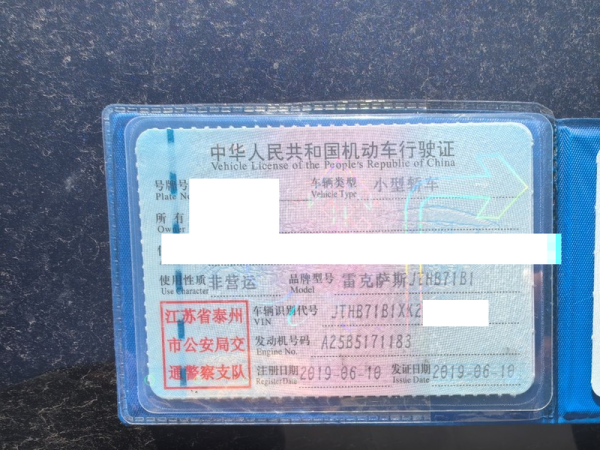 中华人民共和国机动车行驶证
Vehicle License of the People's Republic of China
号牌号 车辆类型 小型轿车
Plate No Vehicle Type
所有
Owner
使用性质 非营运 品牌型号 雷克萨斯JTHB71B1
Use Character Model
江苏省泰州
市公安局交
通警察支队
车辆识别代号 JTHB71B1XK2
VIN
发动机号码 A25B5171183
Engine No.
注册日期 2019-06-10 发证日期 2019-06-10
Register Date Issue Date